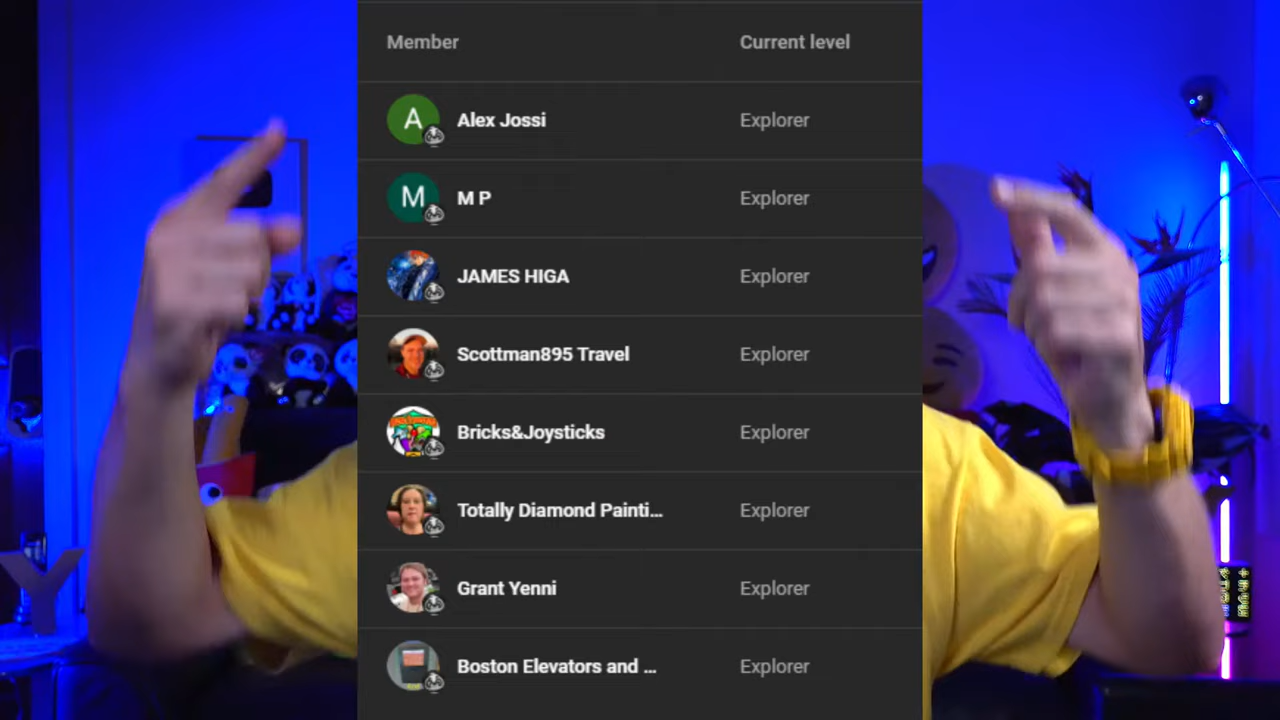 Member Current level
A Alex Jossi Explorer
M M P Explorer
JAMES HIGA Explorer
Scottman895 Travel Explorer
Bricks&Joysticks Explorer
Totally Diamond Painti... Explorer
Grant Yenni Explorer
Boston Elevators and ... Explorer
Y